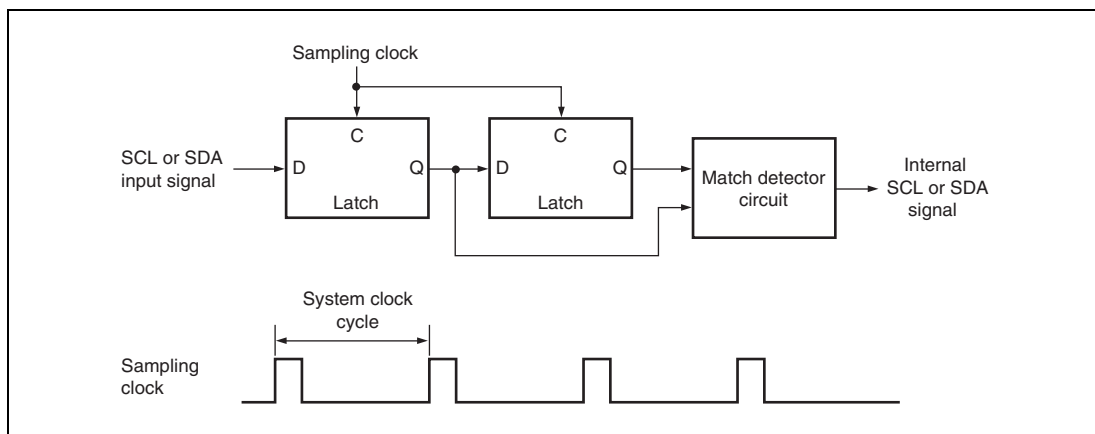 Sampling clock
C
C
SCL or SDA
input signal
D
Q
D
Q
Latch
Latch
Match detector
circuit
Internal
SCL or SDA
signal
System clock
cycle
Sampling
clock